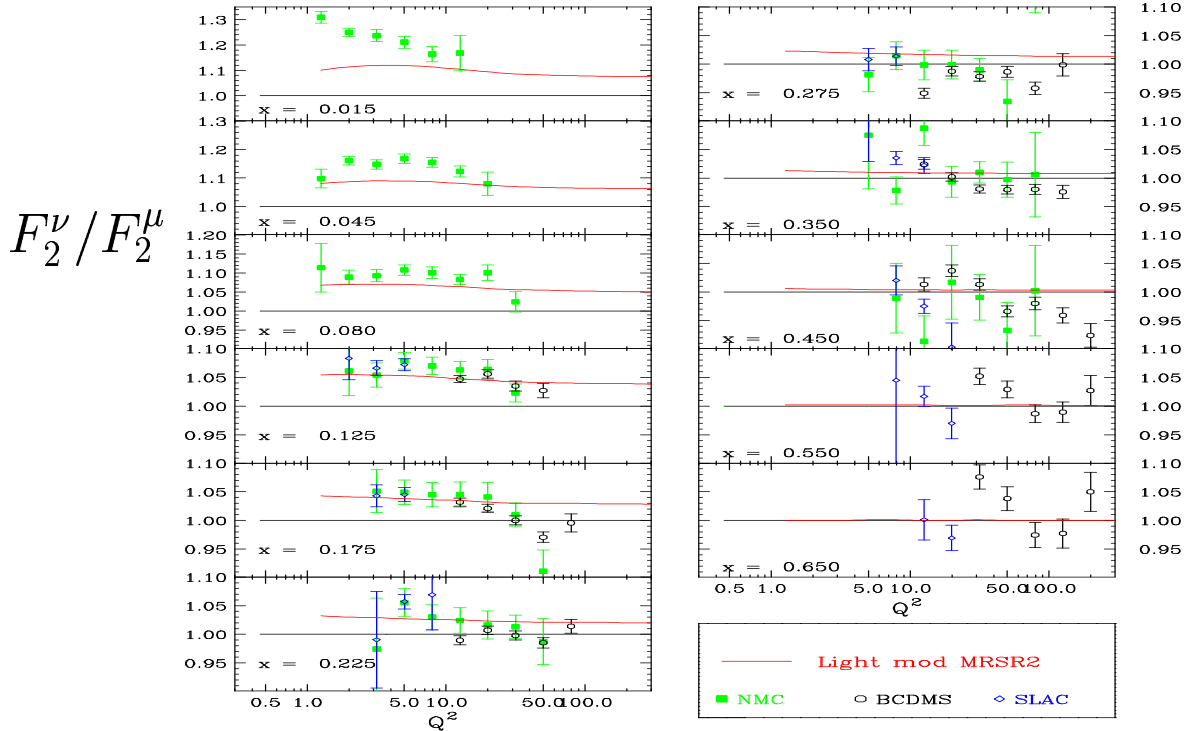 F₂^ν/F₂^μ
1.3
1.2
1.1
1.0
x = 0.015
1.3
1.2
1.1
1.0
x = 0.045
1.20
1.15
1.10
1.05
1.00
0.95
x = 0.080
1.10
1.05
1.00
0.95
x = 0.125
1.10
1.05
1.00
0.95
x = 0.175
1.10
1.05
1.00
0.95
x = 0.225
0.5 1.0 5.0 10.0 50.0 100.0
Q²
1.10
1.05
1.00
0.95
x = 0.275
1.10
1.05
1.00
0.95
x = 0.350
1.10
1.05
1.00
0.95
x = 0.450
1.10
1.05
1.00
0.95
x = 0.550
1.10
1.05
1.00
0.95
x = 0.650
0.5 1.0 5.0 10.0 50.0 100.0
Q²
Light mod MRSR2
NMC BCDMS SLAC